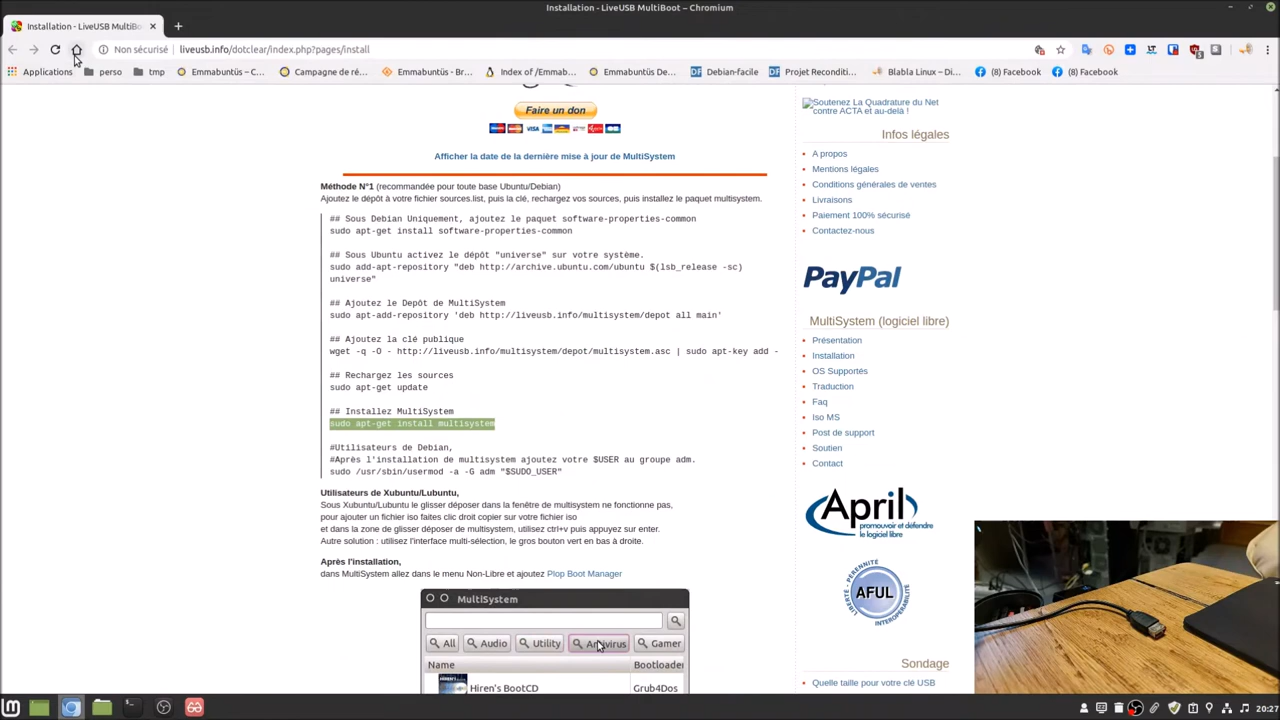 Installation - LiveUSB MultiBoot – Chromium
Installation - LiveUSB MultiBo
Non sécurisé
liveusb.info/dotclear/index.php?pages/install
Applications
perso
tmp
Emmabuntüs – C...
Campagne de ré...
Emmabuntüs - Br...
Index of /Emmab...
Emmabuntüs De...
Debian-facile
Projet Reconditi...
Blabla Linux – Di...
(8) Facebook
(8) Facebook
Faire un don
VISA
Afficher la date de la dernière mise à jour de MultiSystem
Méthode N°1 (recommandée pour toute base Ubuntu/Debian)
Ajoutez le dépôt à votre fichier sources.list, puis la clé, rechargez vos sources, puis installez le paquet multisystem.
## Sous Debian Uniquement, ajoutez le paquet software-properties-common
sudo apt-get install software-properties-common
## Sous Ubuntu activez le dépôt "universe" sur votre système.
sudo add-apt-repository "deb http://archive.ubuntu.com/ubuntu $(lsb_release -sc)
universe"
## Ajoutez le Depôt de MultiSystem
sudo apt-add-repository 'deb http://liveusb.info/multisystem/depot all main'
## Ajoutez la clé publique
wget -q -O - http://liveusb.info/multisystem/depot/multisystem.asc | sudo apt-key add -
## Rechargez les sources
sudo apt-get update
## Installez MultiSystem
sudo apt-get install multisystem
#Utilisateurs de Debian,
#Après l'installation de multisystem ajoutez votre $USER au groupe adm.
sudo /usr/sbin/usermod -a -G adm "$SUDO_USER"
Utilisateurs de Xubuntu/Lubuntu,
Sous Xubuntu/Lubuntu le glisser déposer dans la fenêtre de multisystem ne fonctionne pas,
pour ajouter un fichier iso faites clic droit copier sur votre fichier iso
et dans la zone de glisser déposer de multisystem, utilisez ctrl+v puis appuyez sur enter.
Autre solution : utilisez l'interface multi-sélection, le gros bouton vert en bas à droite.
Après l'installation,
dans MultiSystem allez dans le menu Non-Libre et ajoutez Plop Boot Manager
MultiSystem
All
Audio
Utility
Antivirus
Gamer
Name
Bootloader
Hiren's BootCD
Grub4Dos
Soutenez La Quadrature du Net
contre ACTA et au-delà !
Infos légales
A propos
Mentions légales
Conditions générales de ventes
Livraisons
Paiement 100% sécurisé
Contactez-nous
PayPal
MultiSystem (logiciel libre)
Présentation
Installation
OS Supportés
Traduction
Faq
Iso MS
Post de support
Soutien
Contact
April
promouvoir et défendre
le logiciel libre
PÉRENNITÉ
LIBERTÉ
INTEROPÉRABILITÉ
AFUL
Sondage
Quelle taille pour votre clé USB
20:27